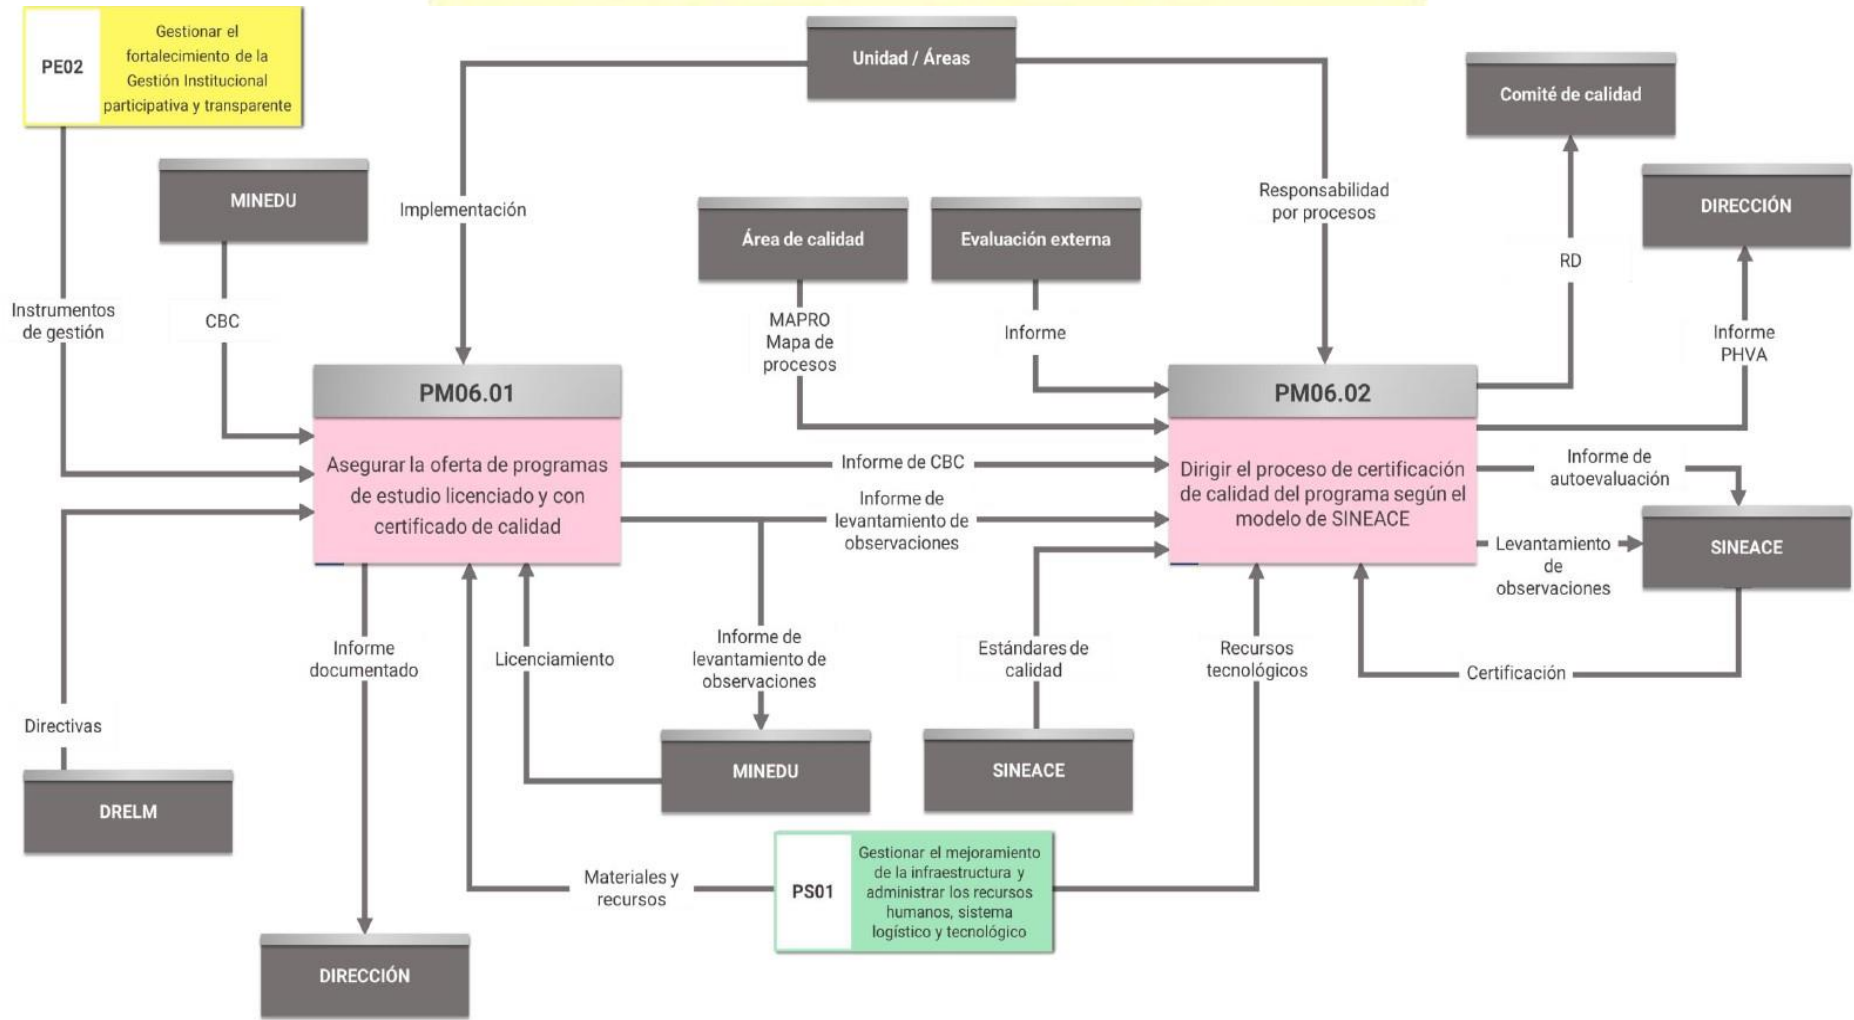 PE02
Gestionar el
fortalecimiento de la
Gestión Institucional
participativa y transparente
Unidad / Áreas
Comité de calidad
MINEDU
DIRECCIÓN
Implementación
Responsabilidad
por procesos
Área de calidad
Evaluación externa
RD
Instrumentos
de gestión
CBC
MAPRO
Mapa de
procesos
Informe
Informe
PHVA
PM06.01
Asegurar la oferta de programas
de estudio licenciado y con
certificado de calidad
PM06.02
Dirigir el proceso de certificación
de calidad del programa según el
modelo de SINEACE
Informe de CBC
Informe de
levantamiento de
observaciones
Informe de
autoevaluación
SINEACE
Levantamiento
de
observaciones
Informe
documentado
Licenciamiento
Informe de
levantamiento de
observaciones
Estándares de
calidad
Recursos
tecnológicos
Certificación
Directivas
DRELM
MINEDU
SINEACE
Materiales y
recursos
PS01
Gestionar el mejoramiento
de la infraestructura y
administrar los recursos
humanos, sistema
logístico y tecnológico
DIRECCIÓN